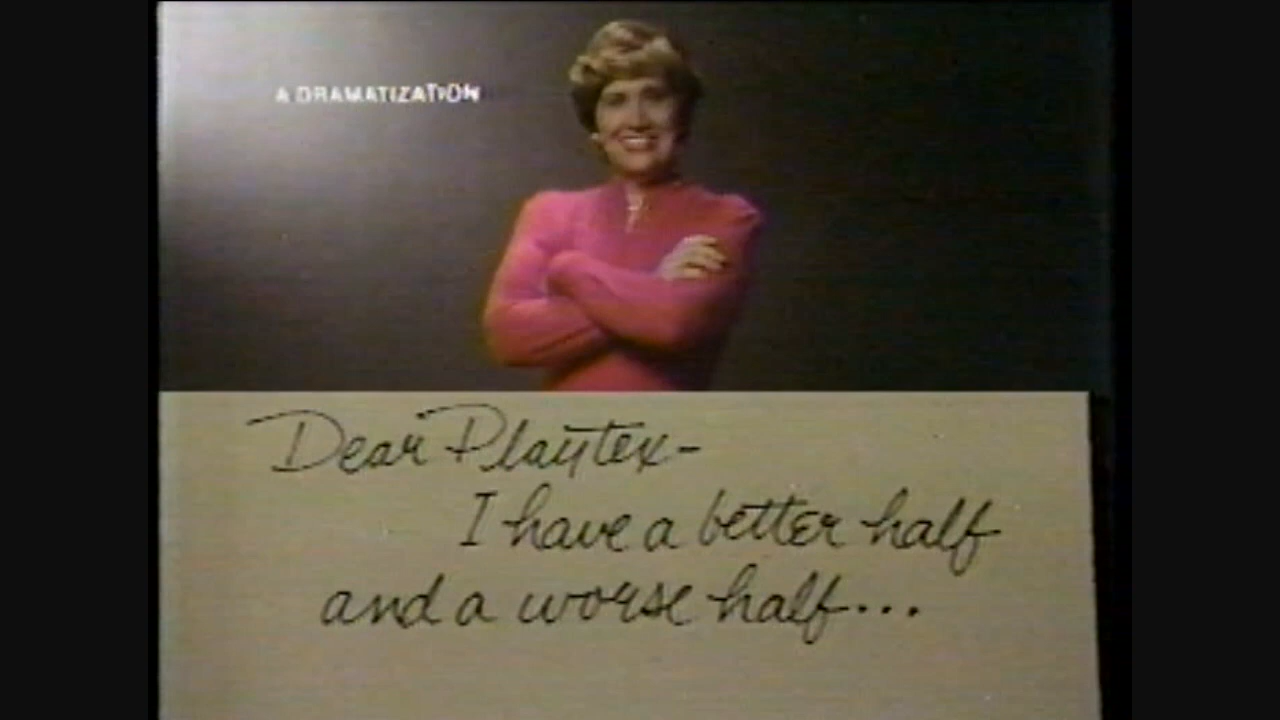 A DRAMATIZATION
Dear Playtex-
I have a better half
and a worse half...